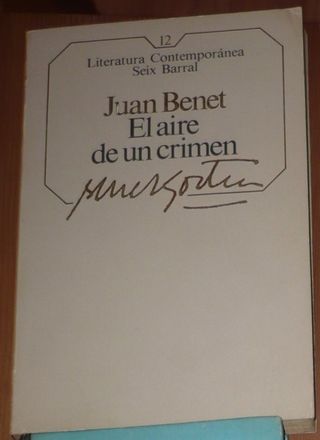 12
Literatura Contemporánea
Seix Barral
Juan Benet
El aire
de un crimen